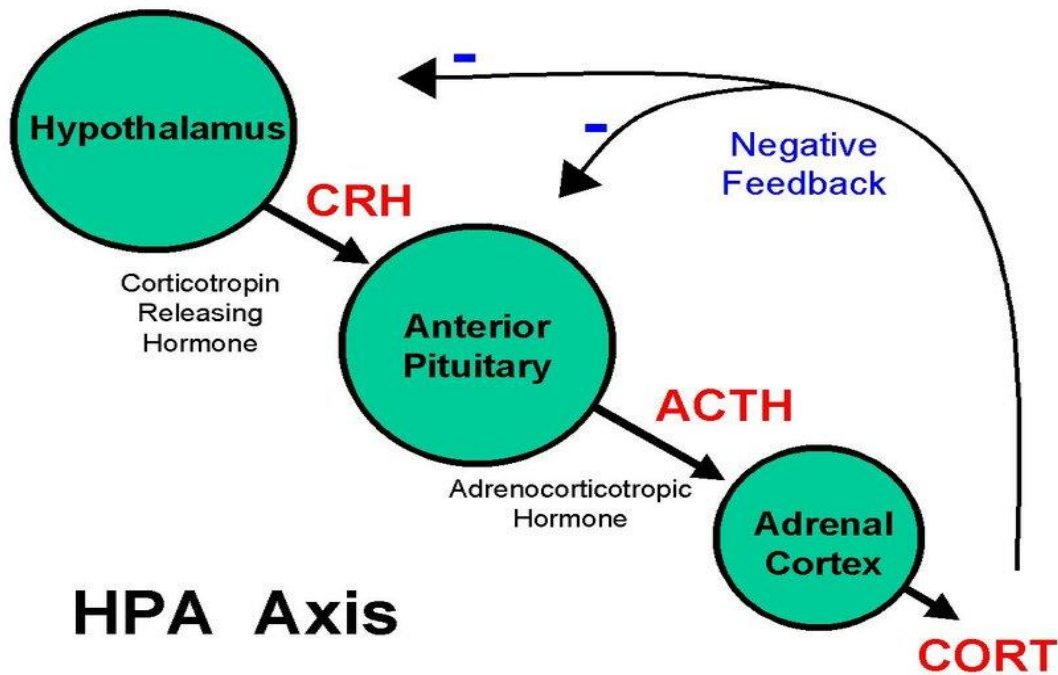 -
Hypothalamus
-
Negative
Feedback
CRH
Corticotropin
Releasing
Hormone
Anterior
Pituitary
ACTH
Adrenocorticotropic
Hormone
Adrenal
Cortex
HPA Axis
CORT